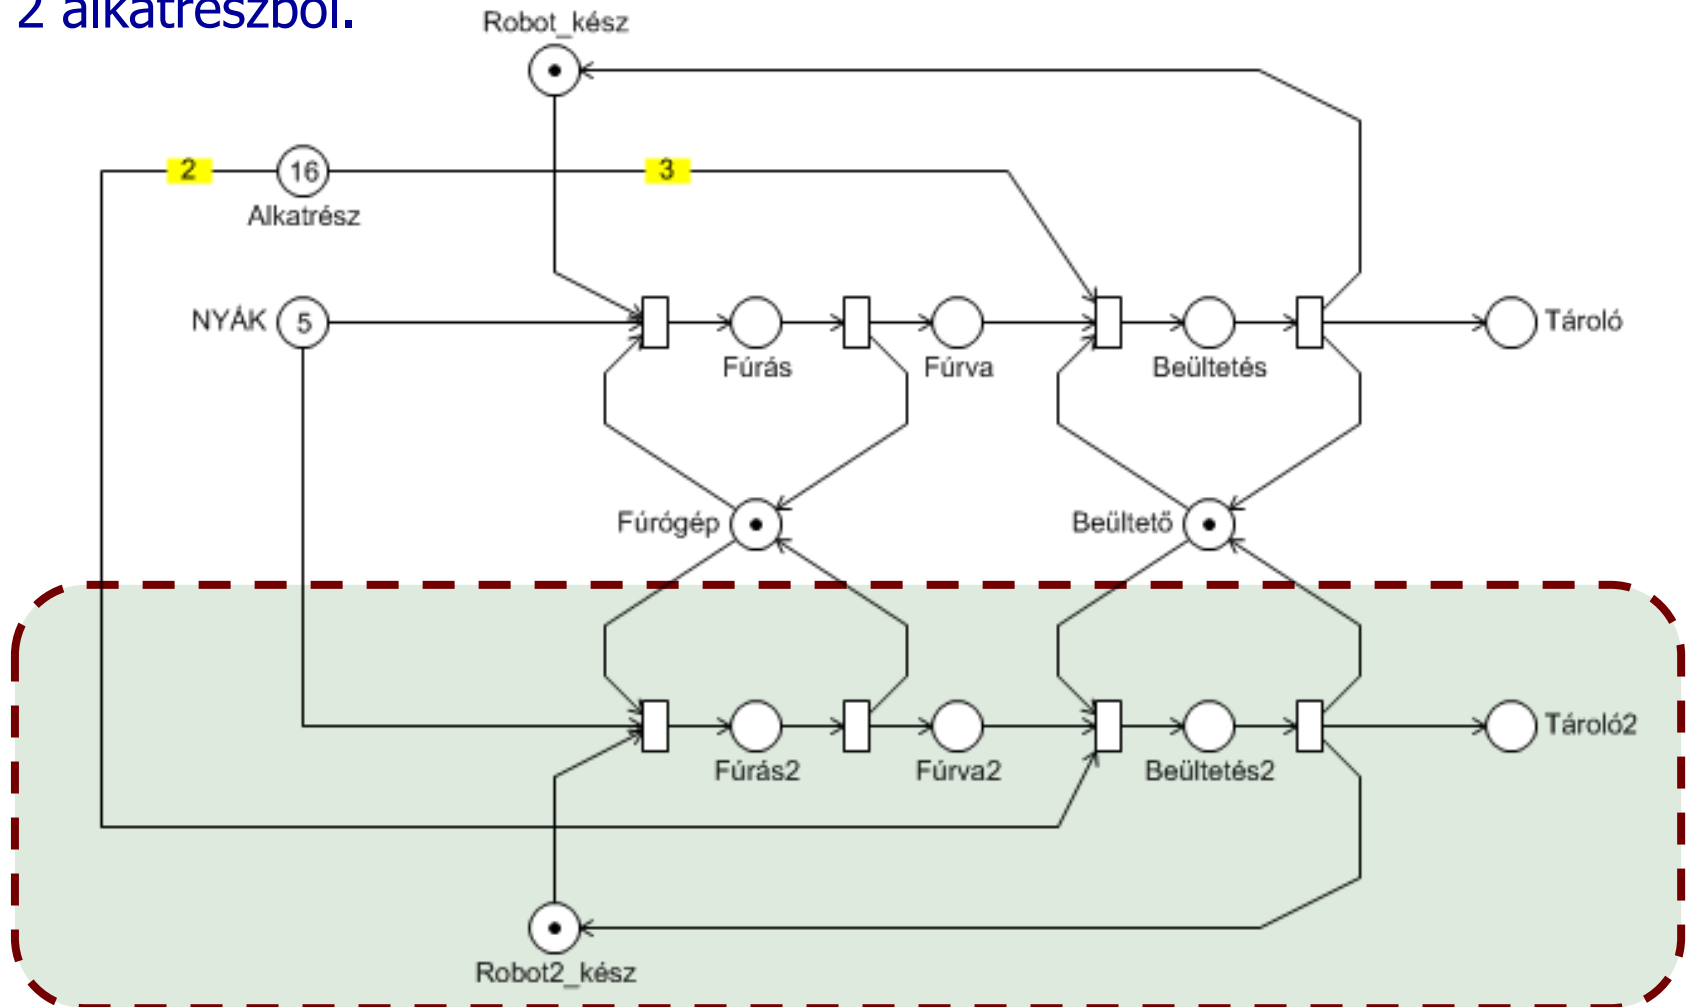 2 alkatrészből.
Robot_kész
2
16
3
Alkatrész
NYÁK
5
Tároló
Fúrás
Fúrva
Beültetés
Fúrógép
Beültető
Tároló2
Fúrás2
Fúrva2
Beültetés2
Robot2_kész